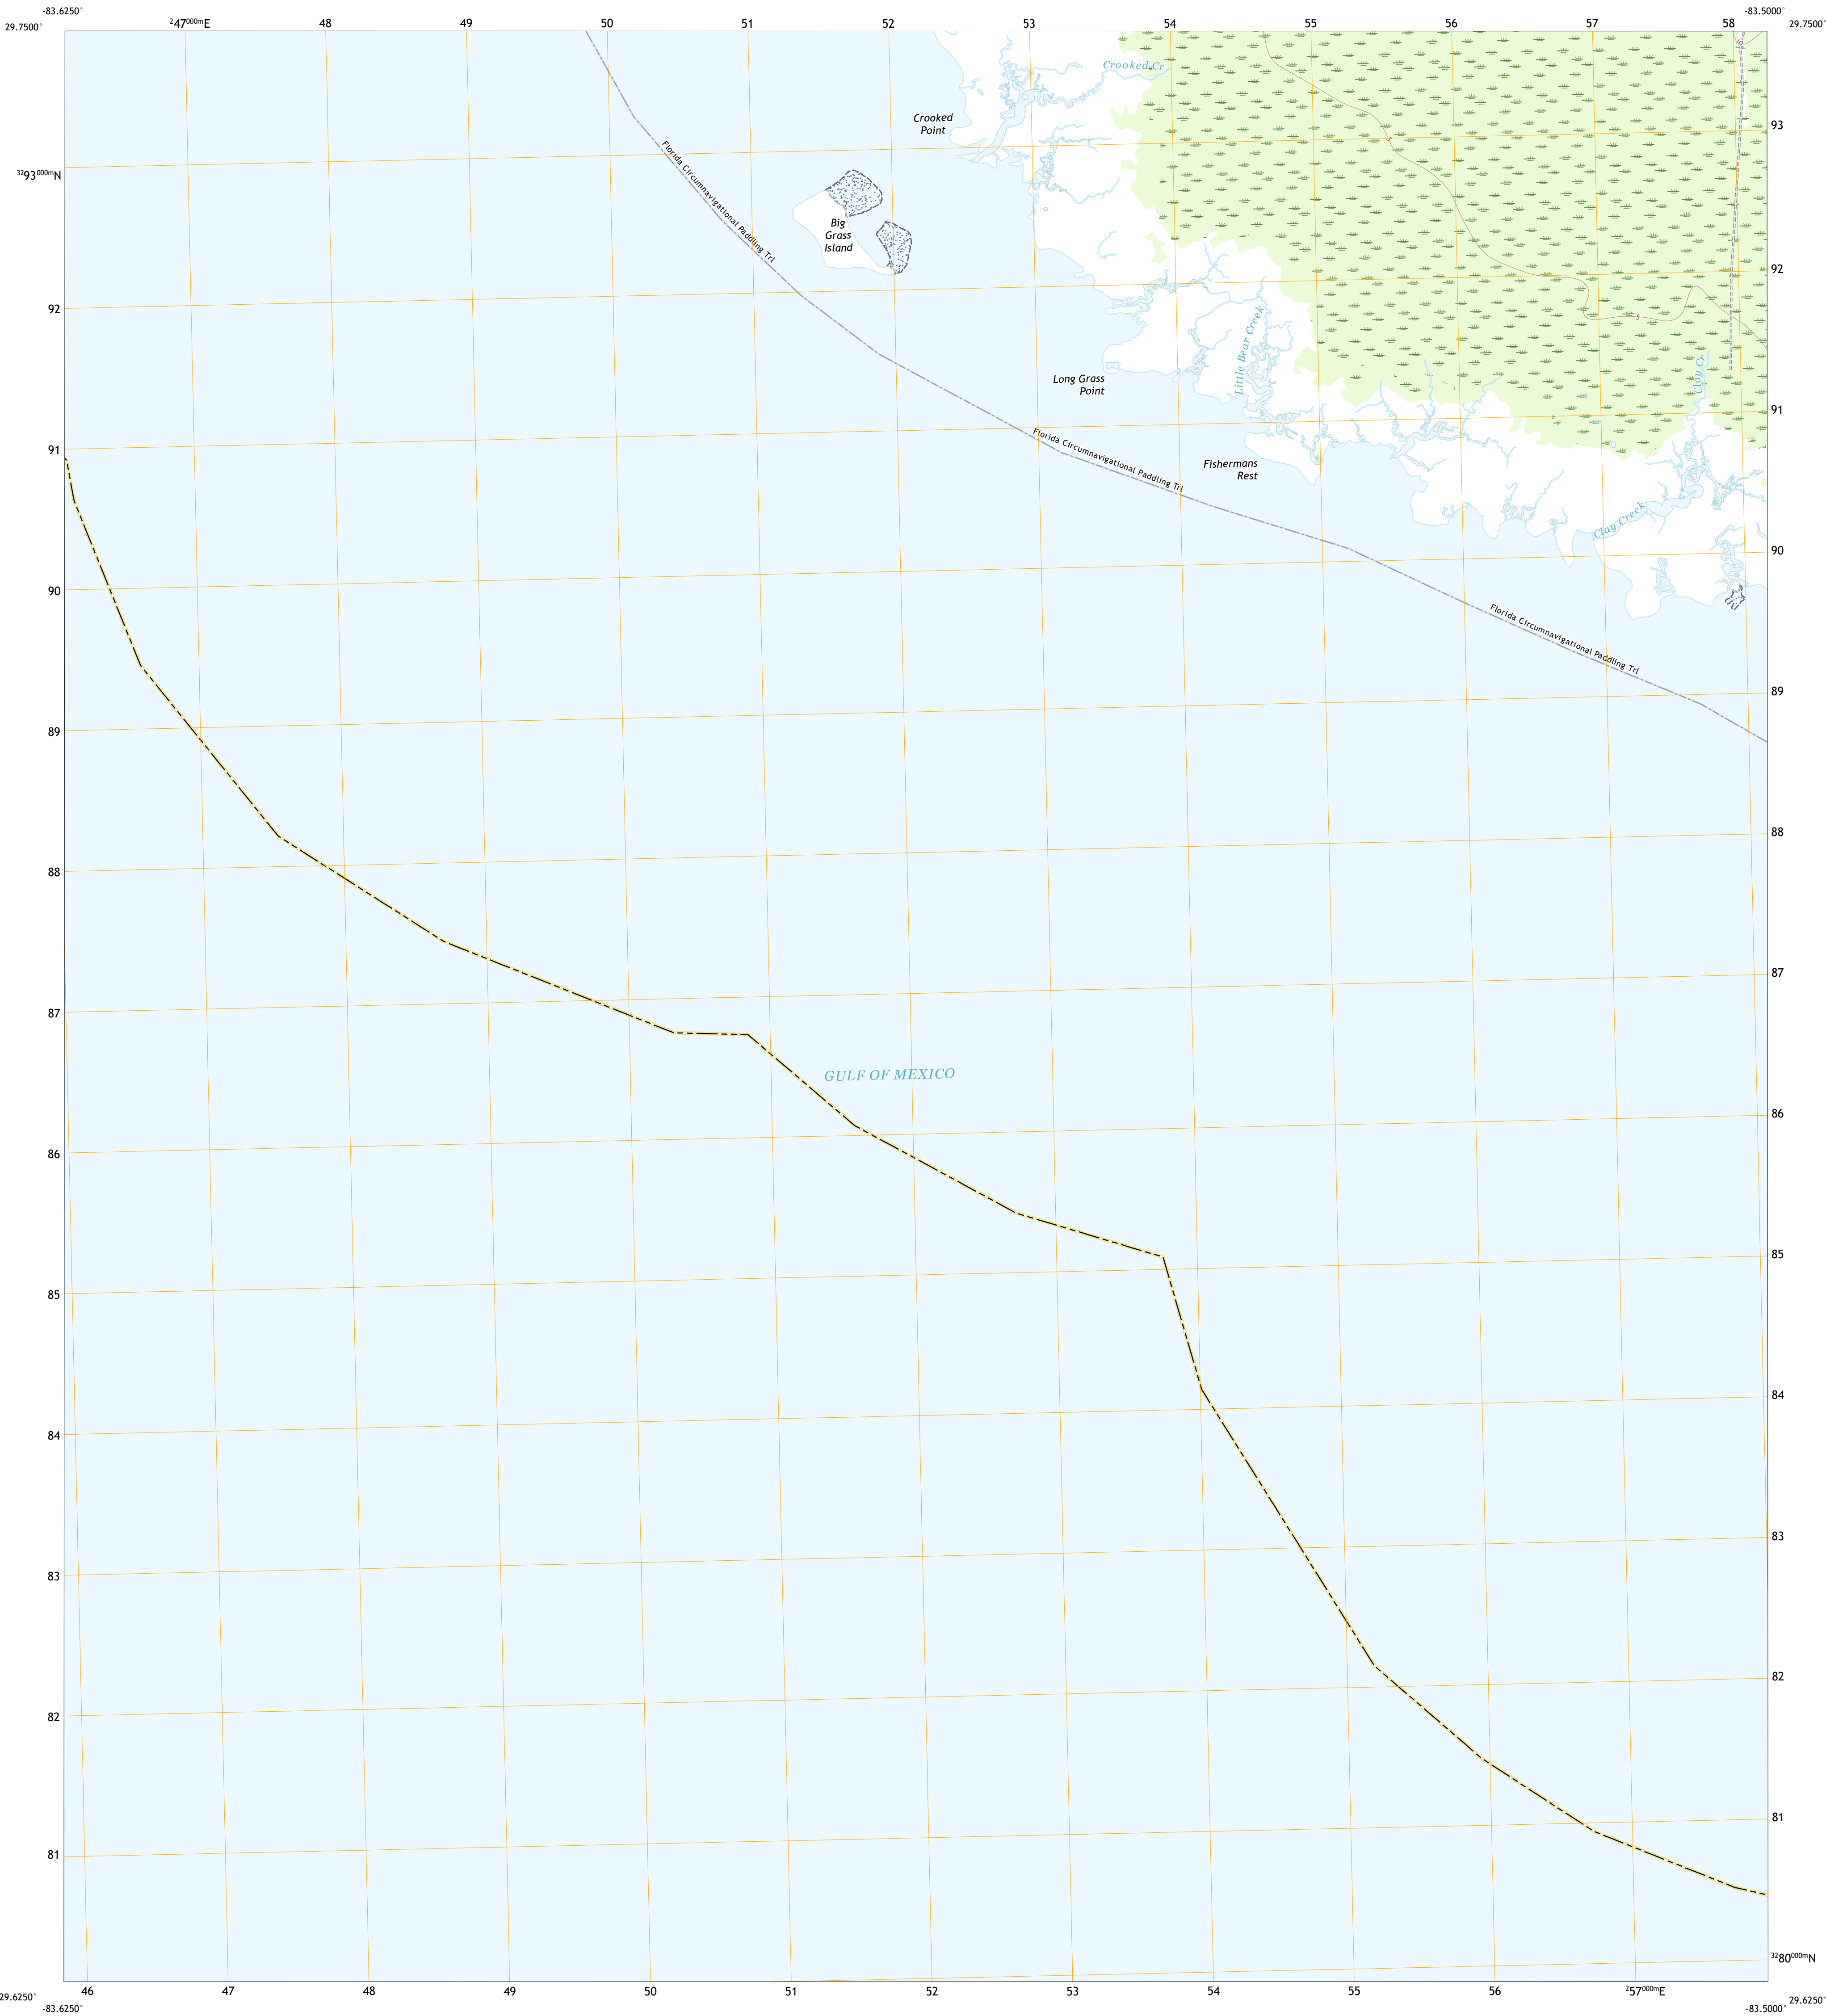 -83.6250°
29.7500°
²47⁰⁰⁰ᵐE
48
49
50
51
52
53
54
55
56
57
58
-83.5000°
29.7500°
10
Crooked Cr
Crooked
Point
93
5
³²93⁰⁰⁰ᵐN
Florida Circumnavigational Paddling Trl
Big
Grass
Island
92
92
5
Little Bear Creek
Clay Cr
Long Grass
Point
91
91
Florida Circumnavigational Paddling Trl
Fishermans
Rest
Clay Creek
90
90
Florida Circumnavigational Paddling Trl
89
89
88
88
87
87
GULF OF MEXICO
86
86
85
85
84
84
83
83
82
82
81
81
³²80⁰⁰⁰ᵐN
29.6250°
-83.6250°
46
47
48
49
50
51
52
53
54
55
56
²57⁰⁰⁰ᵐE
29.6250°
-83.5000°